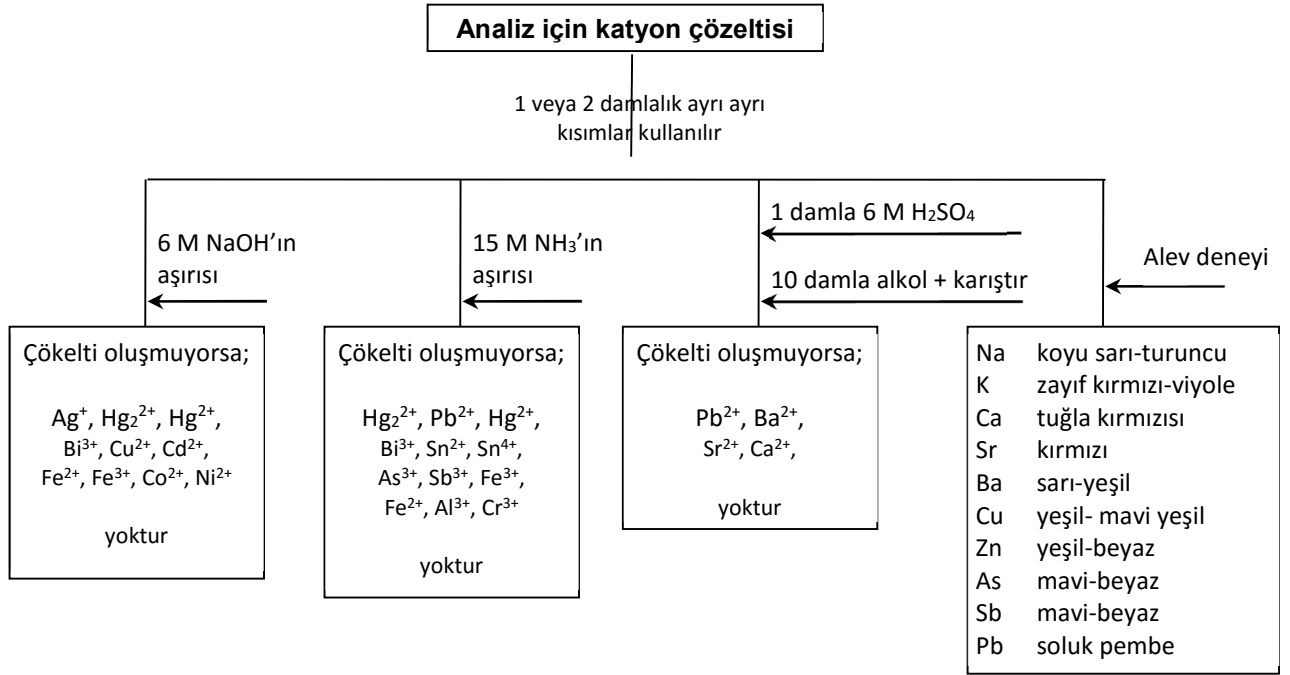 Analiz için katyon çözeltisi
1 veya 2 damlalık ayrı ayrı
kısımlar kullanılır
6 M NaOH’ın
aşırısı
15 M NH₃’ın
aşırısı
1 damla 6 M H₂SO₄
10 damla alkol + karıştır
Alev deneyi
Çökelti oluşmuyorsa;
Ag⁺, Hg₂²⁺, Hg²⁺,
Bi³⁺, Cu²⁺, Cd²⁺,
Fe²⁺, Fe³⁺, Co²⁺, Ni²⁺
yoktur
Çökelti oluşmuyorsa;
Hg₂²⁺, Pb²⁺, Hg²⁺,
Bi³⁺, Sn²⁺, Sn⁴⁺,
As³⁺, Sb³⁺, Fe³⁺,
Fe²⁺, Al³⁺, Cr³⁺
yoktur
Çökelti oluşmuyorsa;
Pb²⁺, Ba²⁺,
Sr²⁺, Ca²⁺,
yoktur
Na koyu sarı-turuncu
K zayıf kırmızı-viyole
Ca tuğla kırmızısı
Sr kırmızı
Ba sarı-yeşil
Cu yeşil- mavi yeşil
Zn yeşil-beyaz
As mavi-beyaz
Sb mavi-beyaz
Pb soluk pembe